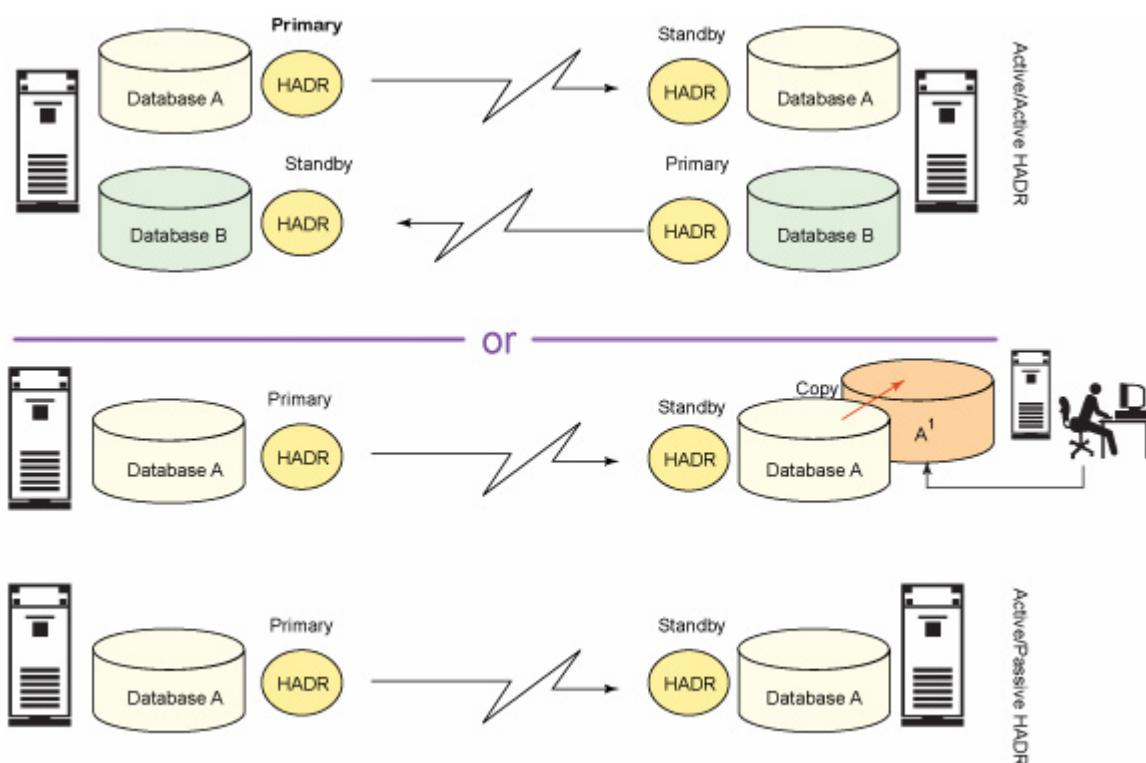 Primary
Standby
Database A
HADR
HADR
Database A
Active/Active HADR
Standby
Primary
Database B
HADR
HADR
Database B
or
Primary
Standby
Copy
A¹
Database A
HADR
HADR
Database A
Primary
Standby
Database A
HADR
HADR
Database A
Active/Passive HADR